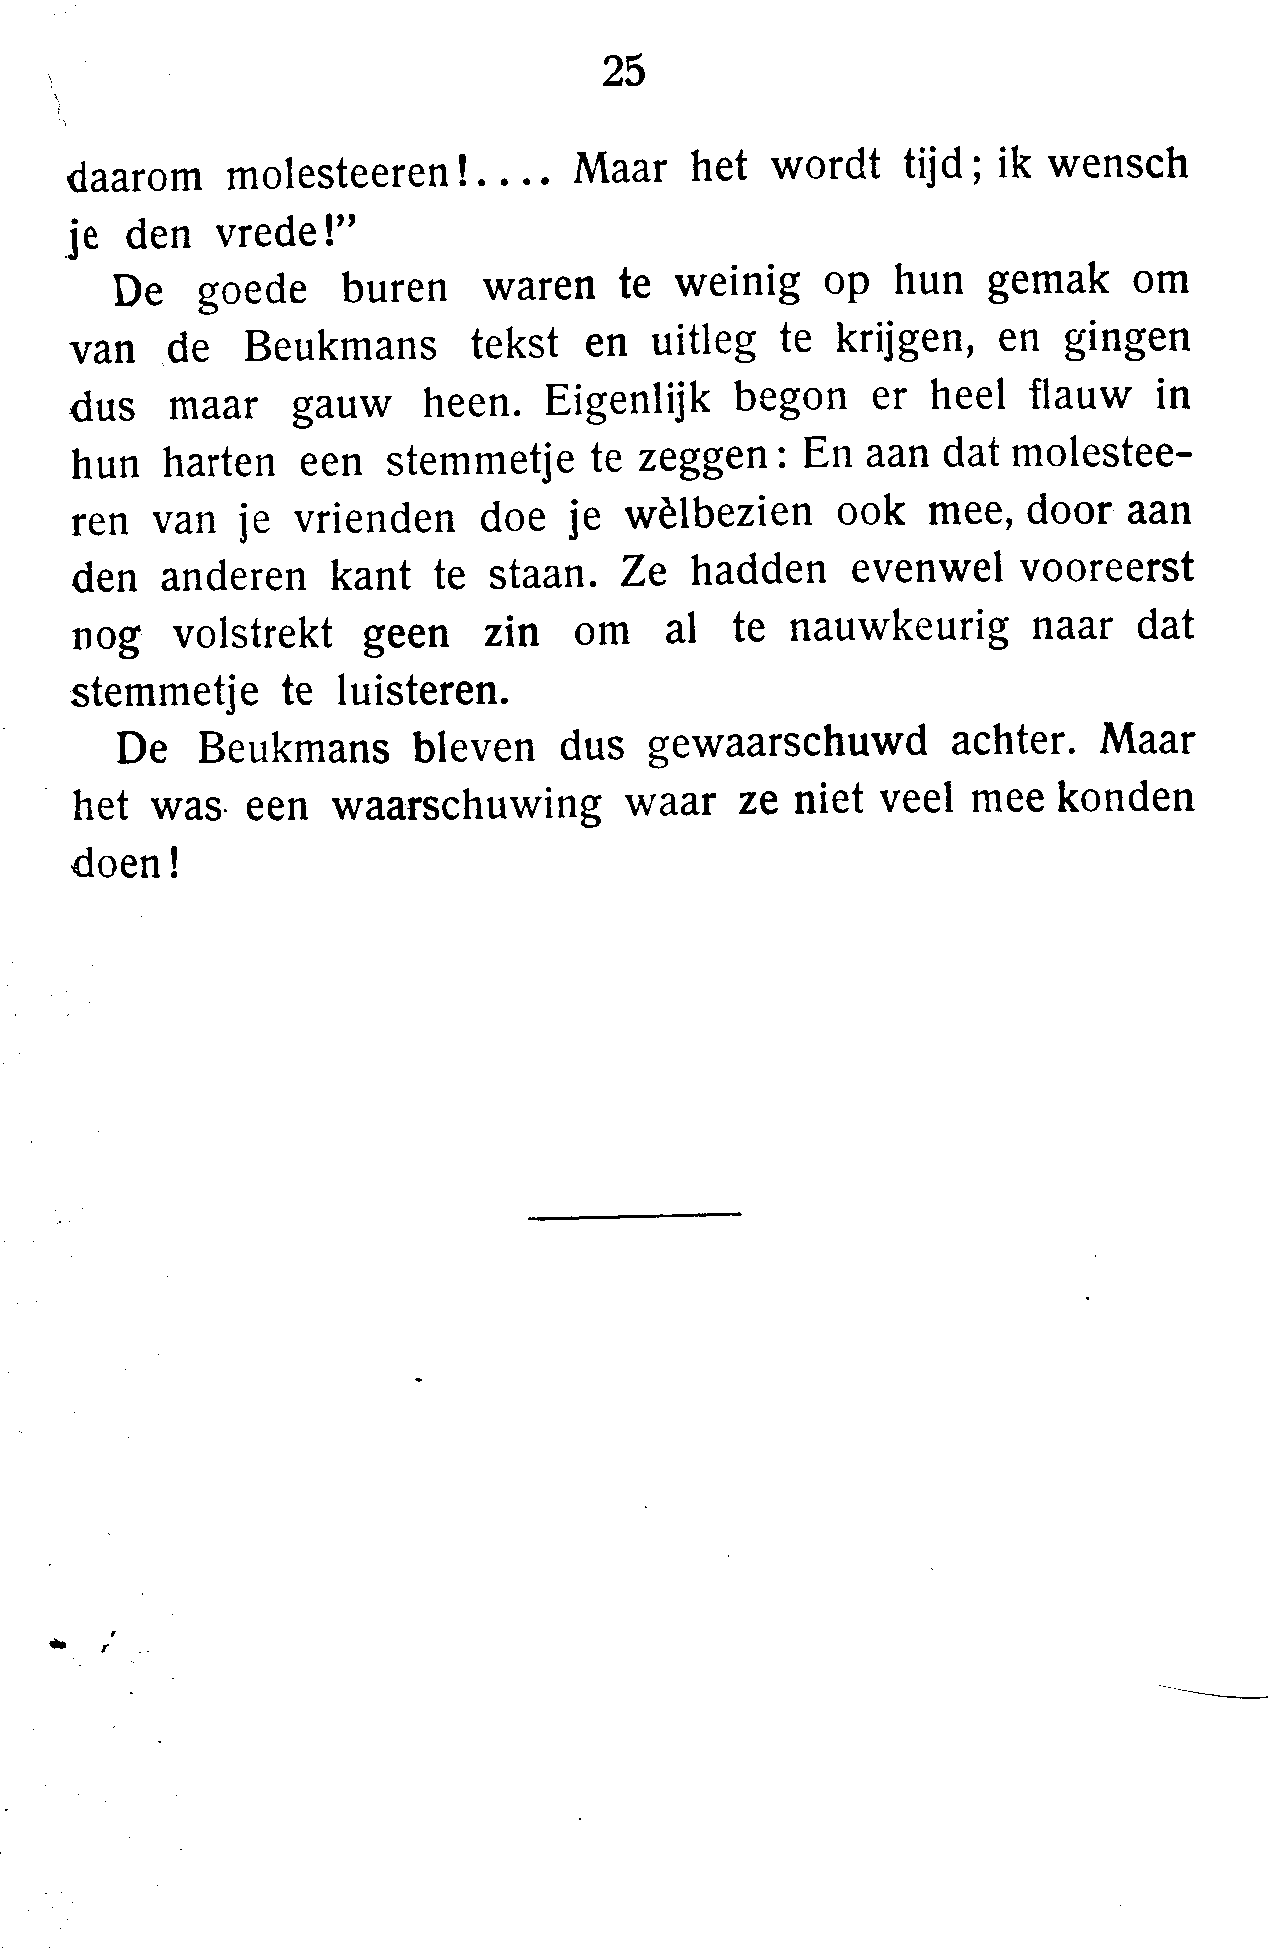 25
daarom molesteeren!.... Maar het wordt tijd; ik wensch
je den vrede!”
De goede buren waren te weinig op hun gemak om
van de Beukmans tekst en uitleg te krijgen, en gingen
dus maar gauw heen. Eigenlijk begon er heel flauw in
hun harten een stemmetje te zeggen: En aan dat molestee-
ren van je vrienden doe je wèlbezien ook mee, door aan
den anderen kant te staan. Ze hadden evenwel vooreerst
nog volstrekt geen zin om al te nauwkeurig naar dat
stemmetje te luisteren.
De Beukmans bleven dus gewaarschuwd achter. Maar
het was een waarschuwing waar ze niet veel mee konden
doen!